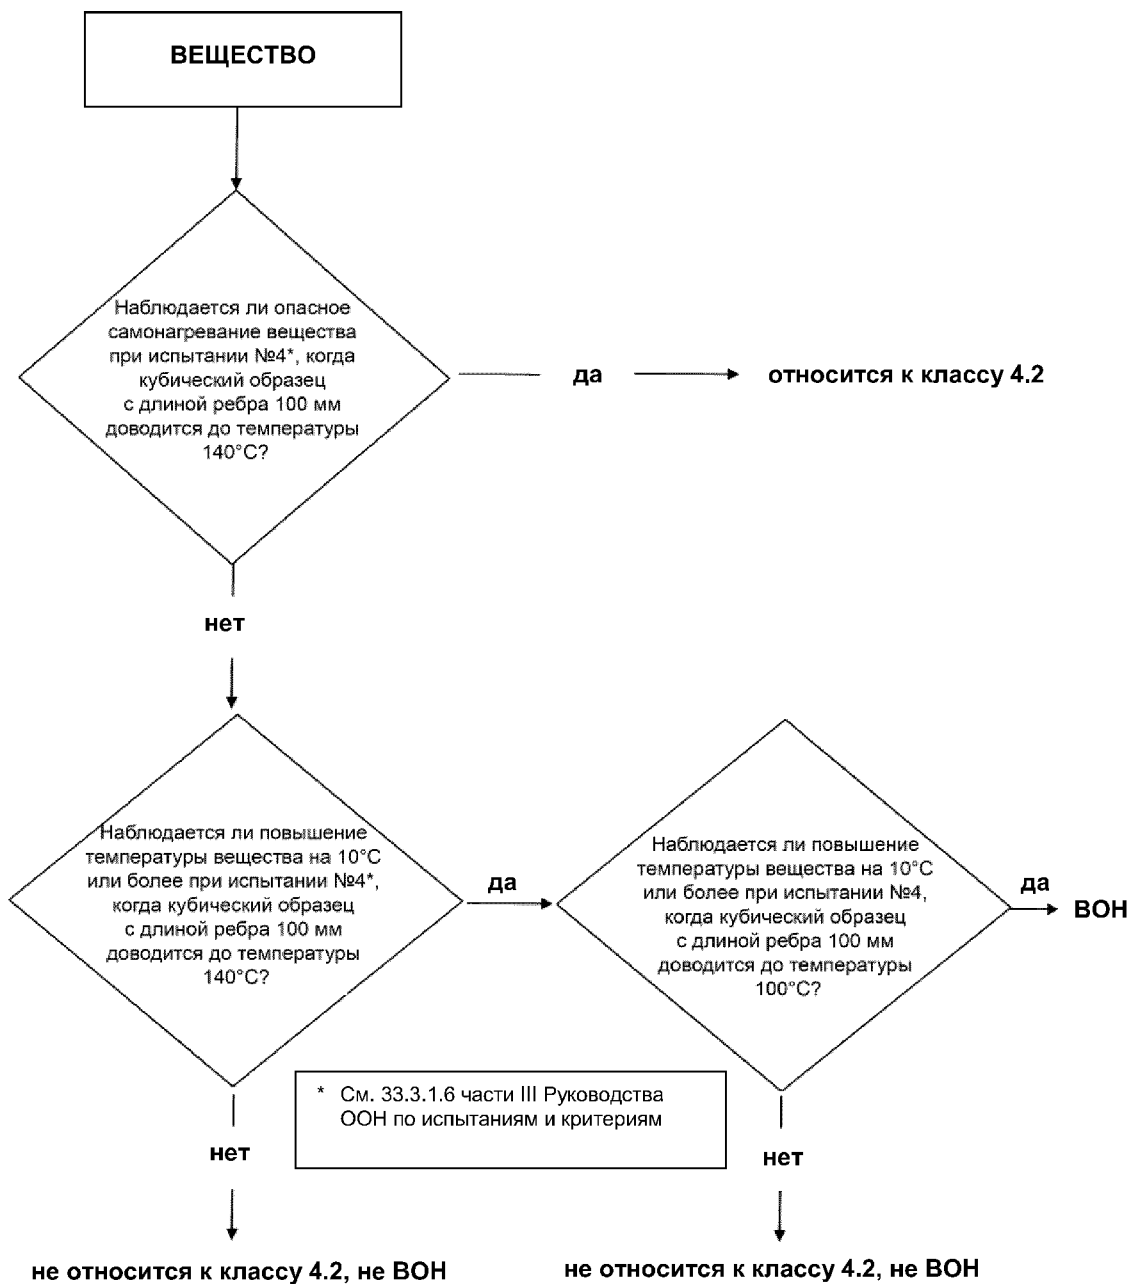 ВЕЩЕСТВО
Наблюдается ли опасное
самонагревание вещества
при испытании №4*, когда
кубический образец
с длиной ребра 100 мм
доводится до температуры
140°С?
да
относится к классу 4.2
нет
Наблюдается ли повышение
температуры вещества на 10°С
или более при испытании №4*,
когда кубический образец
с длиной ребра 100 мм
доводится до температуры
140°С?
да
Наблюдается ли повышение
температуры вещества на 10°С
или более при испытании №4,
когда кубический образец
с длиной ребра 100 мм
доводится до температуры
100°С?
да
ВОН
* См. 33.3.1.6 части III Руководства
ООН по испытаниям и критериям
нет
нет
не относится к классу 4.2, не ВОН
не относится к классу 4.2, не ВОН